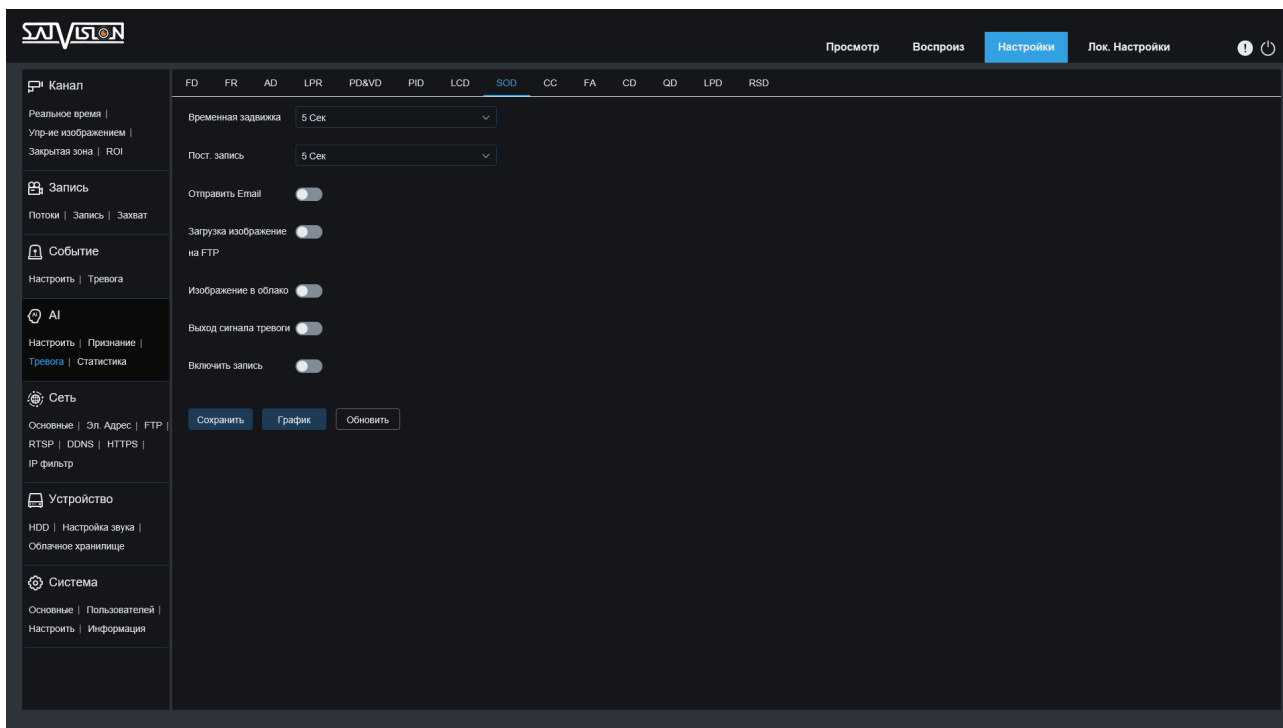 SATVISION
Просмотр Воспроиз Настройки Лок. Настройки
Канал
Реальное время |
Упр-ие изображением |
Закрытая зона | ROI
Запись
Потоки | Запись | Захват
Событие
Настроить | Тревога
AI
Настроить | Признание |
Тревога | Статистика
Сеть
Основные | Эл. Адрес | FTP |
RTSP | DDNS | HTTPS |
IP фильтр
Устройство
HDD | Настройка звука |
Облачное хранилище
Система
Основные | Пользователей |
Настроить | Информация
FD FR AD LPR PD&VD PID LCD SOD CC FA CD QD LPD RSD
Временная задвижка 5 Сек
Пост. запись 5 Сек
Отправить Email
Загрузка изображение
на FTP
Изображение в облако
Выход сигнала тревоги
Включить запись
Сохранить График Обновить